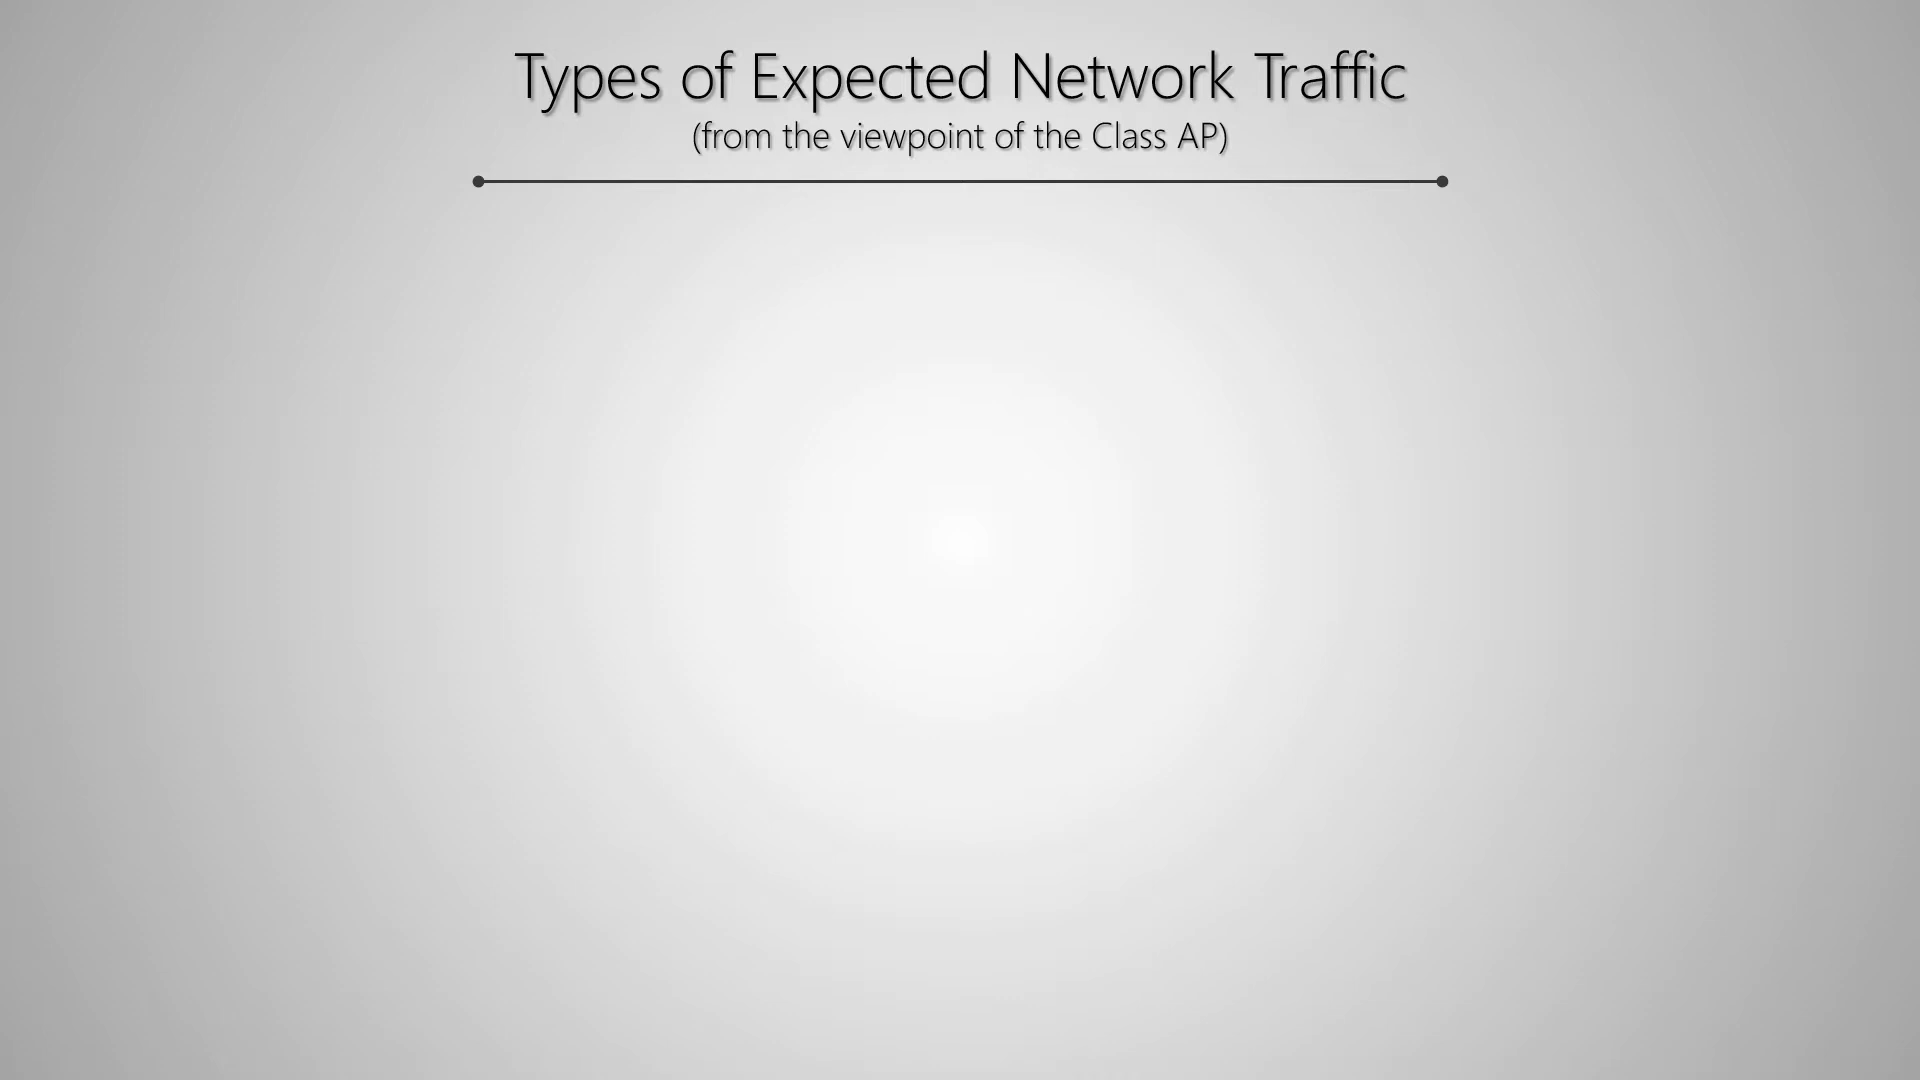 Types of Expected Network Traffic
(from the viewpoint of the Class AP)